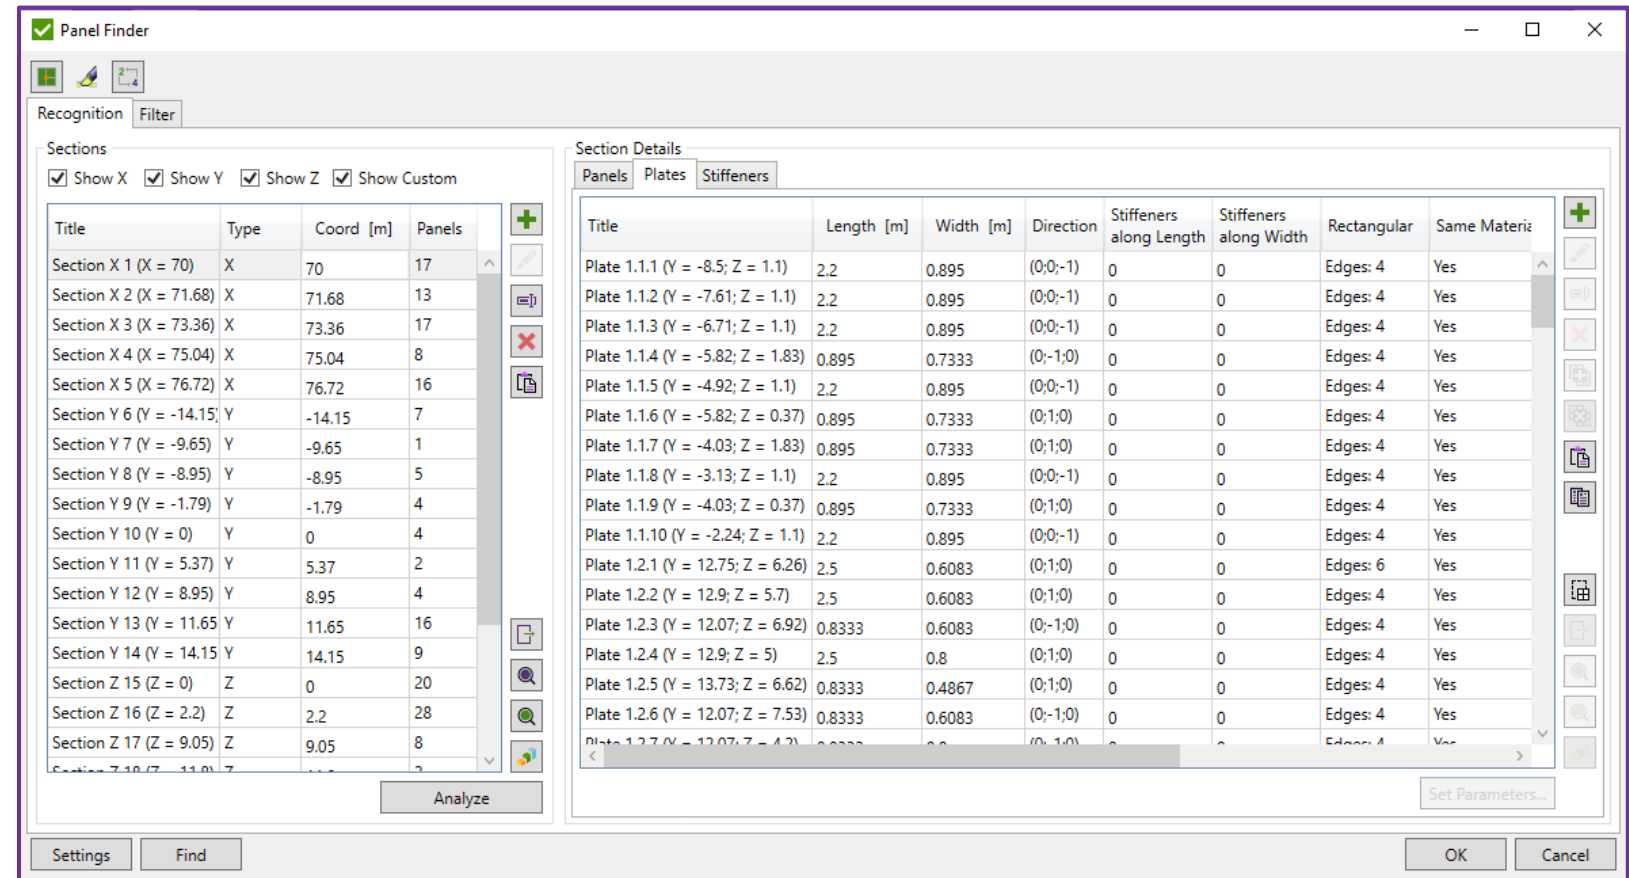 Panel Finder
Recognition Filter
Sections
Show X Show Y Show Z Show Custom
Title Type Coord [m] Panels
Section X 1 (X = 70) X 70 17
Section X 2 (X = 71.68) X 71.68 13
Section X 3 (X = 73.36) X 73.36 17
Section X 4 (X = 75.04) X 75.04 8
Section X 5 (X = 76.72) X 76.72 16
Section Y 6 (Y = -14.15) Y -14.15 7
Section Y 7 (Y = -9.65) Y -9.65 1
Section Y 8 (Y = -8.95) Y -8.95 5
Section Y 9 (Y = -1.79) Y -1.79 4
Section Y 10 (Y = 0) Y 0 4
Section Y 11 (Y = 5.37) Y 5.37 2
Section Y 12 (Y = 8.95) Y 8.95 4
Section Y 13 (Y = 11.65 Y 11.65 16
Section Y 14 (Y = 14.15 Y 14.15 9
Section Z 15 (Z = 0) Z 0 20
Section Z 16 (Z = 2.2) Z 2.2 28
Section Z 17 (Z = 9.05) Z 9.05 8
Analyze
Section Details
Panels Plates Stiffeners
Title Length [m] Width [m] Direction Stiffeners along Length Stiffeners along Width Rectangular Same Materia
Plate 1.1.1 (Y = -8.5; Z = 1.1) 2.2 0.895 (0;0;-1) 0 0 Edges: 4 Yes
Plate 1.1.2 (Y = -7.61; Z = 1.1) 2.2 0.895 (0;0;-1) 0 0 Edges: 4 Yes
Plate 1.1.3 (Y = -6.71; Z = 1.1) 2.2 0.895 (0;0;-1) 0 0 Edges: 4 Yes
Plate 1.1.4 (Y = -5.82; Z = 1.83) 0.895 0.7333 (0;-1;0) 0 0 Edges: 4 Yes
Plate 1.1.5 (Y = -4.92; Z = 1.1) 2.2 0.895 (0;0;-1) 0 0 Edges: 4 Yes
Plate 1.1.6 (Y = -5.82; Z = 0.37) 0.895 0.7333 (0;1;0) 0 0 Edges: 4 Yes
Plate 1.1.7 (Y = -4.03; Z = 1.83) 0.895 0.7333 (0;1;0) 0 0 Edges: 4 Yes
Plate 1.1.8 (Y = -3.13; Z = 1.1) 2.2 0.895 (0;0;-1) 0 0 Edges: 4 Yes
Plate 1.1.9 (Y = -4.03; Z = 0.37) 0.895 0.7333 (0;1;0) 0 0 Edges: 4 Yes
Plate 1.1.10 (Y = -2.24; Z = 1.1) 2.2 0.895 (0;0;-1) 0 0 Edges: 4 Yes
Plate 1.2.1 (Y = 12.75; Z = 6.26) 2.5 0.6083 (0;1;0) 0 0 Edges: 6 Yes
Plate 1.2.2 (Y = 12.9; Z = 5.7) 2.5 0.6083 (0;1;0) 0 0 Edges: 4 Yes
Plate 1.2.3 (Y = 12.07; Z = 6.92) 0.8333 0.6083 (0;-1;0) 0 0 Edges: 4 Yes
Plate 1.2.4 (Y = 12.9; Z = 5) 2.5 0.8 (0;1;0) 0 0 Edges: 4 Yes
Plate 1.2.5 (Y = 13.73; Z = 6.62) 0.8333 0.4867 (0;1;0) 0 0 Edges: 4 Yes
Plate 1.2.6 (Y = 12.07; Z = 7.53) 0.8333 0.6083 (0;-1;0) 0 0 Edges: 4 Yes
Set Parameters...
Settings Find OK Cancel